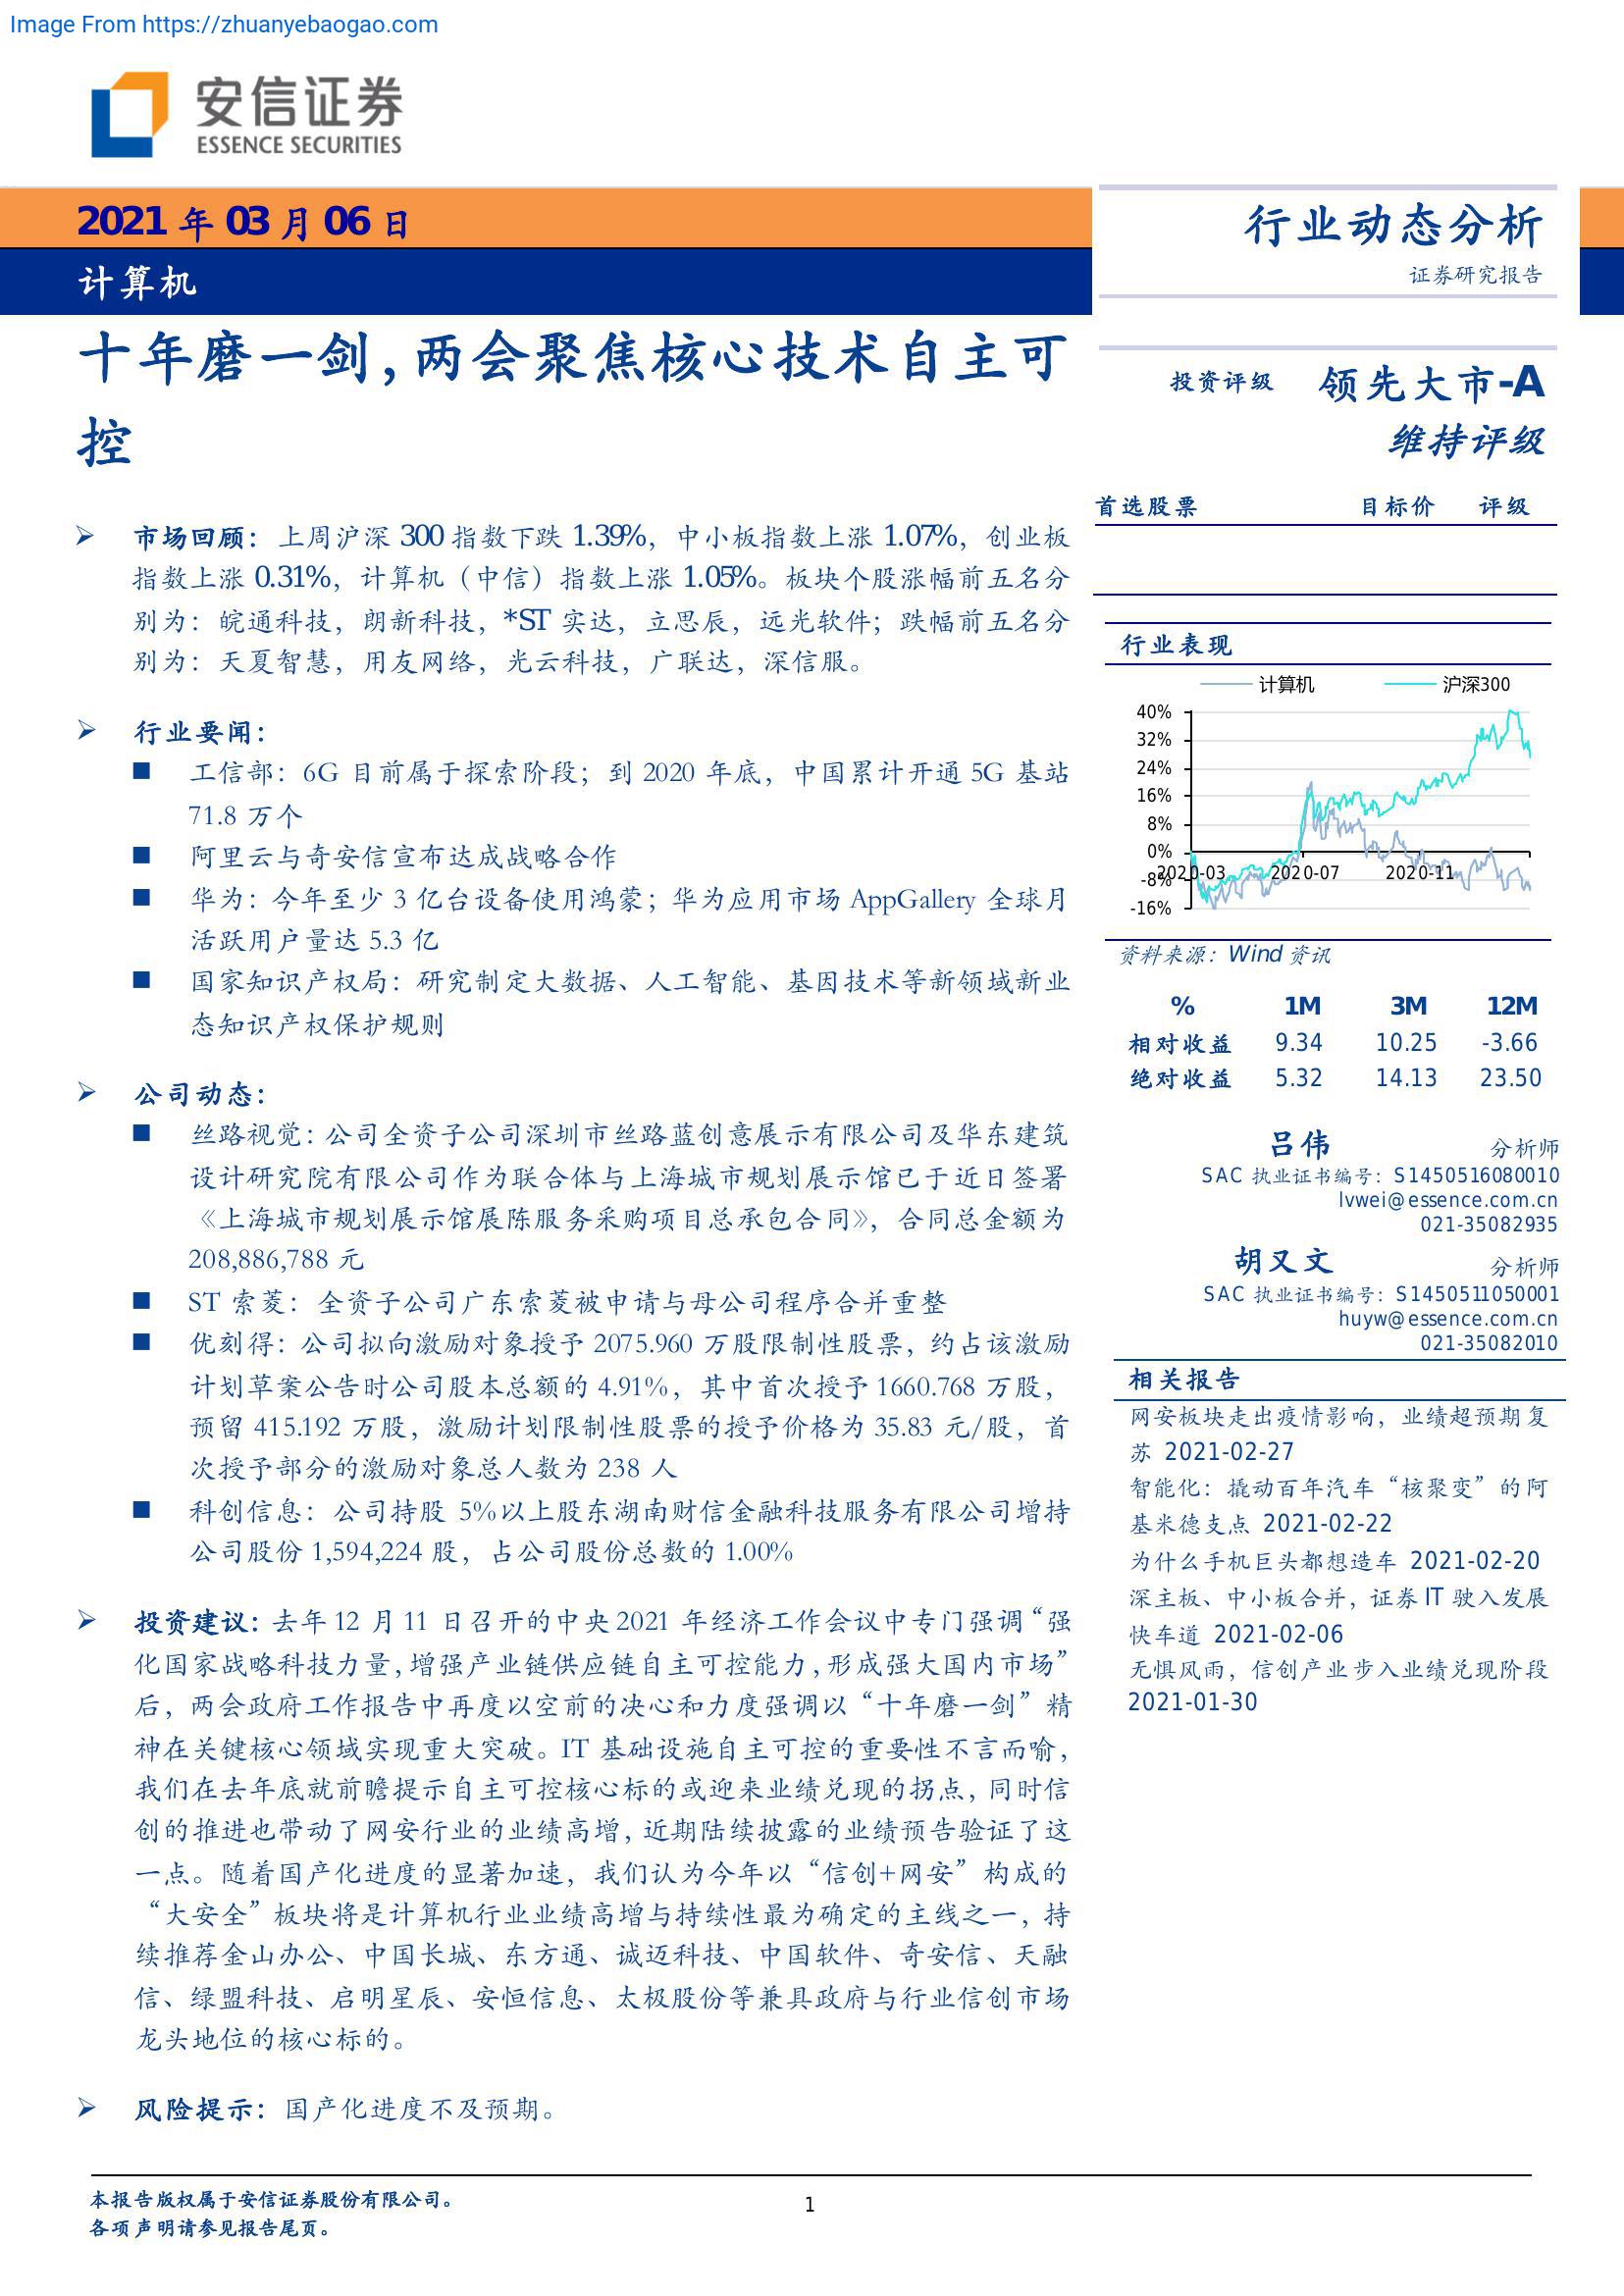 Image From https://zhuanyebaogao.com
安信证券
ESSENCE SECURITIES
2021 年 03 月 06 日
计算机
十年磨一剑，两会聚焦核心技术自主可
控
市场回顾：上周沪深 300 指数下跌 1.39%，中小板指数上涨 1.07%，创业板
指数上涨 0.31%，计算机（中信）指数上涨 1.05%。板块个股涨幅前五名分
别为：皖通科技，朗新科技，*ST 实达，立思辰，远光软件；跌幅前五名分
别为：天夏智慧，用友网络，光云科技，广联达，深信服。
行业要闻：
工信部：6G 目前属于探索阶段；到 2020 年底，中国累计开通 5G 基站
71.8 万个
阿里云与奇安信宣布达成战略合作
华为：今年至少 3 亿台设备使用鸿蒙；华为应用市场 AppGallery 全球月
活跃用户量达 5.3 亿
国家知识产权局：研究制定大数据、人工智能、基因技术等新领域新业
态知识产权保护规则
公司动态：
丝路视觉：公司全资子公司深圳市丝路蓝创意展示有限公司及华东建筑
设计研究院有限公司作为联合体与上海城市规划展示馆已于近日签署
《上海城市规划展示馆展陈服务采购项目总承包合同》，合同总金额为
208,886,788 元
ST 索菱：全资子公司广东索菱被申请与母公司程序合并重整
优刻得：公司拟向激励对象授予 2075.960 万股限制性股票，约占该激励
计划草案公告时公司股本总额的 4.91%，其中首次授予 1660.768 万股，
预留 415.192 万股，激励计划限制性股票的授予价格为 35.83 元/股，首
次授予部分的激励对象总人数为 238 人
科创信息：公司持股 5%以上股东湖南财信金融科技服务有限公司增持
公司股份 1,594,224 股，占公司股份总数的 1.00%
投资建议：去年 12 月 11 日召开的中央 2021 年经济工作会议中专门强调“强
化国家战略科技力量，增强产业链供应链自主可控能力，形成强大国内市场”
后，两会政府工作报告中再度以空前的决心和力度强调以“十年磨一剑”精
神在关键核心领域实现重大突破。IT 基础设施自主可控的重要性不言而喻，
我们在去年底就前瞻提示自主可控核心标的或迎来业绩兑现的拐点，同时信
创的推进也带动了网安行业的业绩高增，近期陆续披露的业绩预告验证了这
一点。随着国产化进度的显著加速，我们认为今年以“信创+网安”构成的
“大安全”板块将是计算机行业业绩高增与持续性最为确定的主线之一，持
续推荐金山办公、中国长城、东方通、诚迈科技、中国软件、奇安信、天融
信、绿盟科技、启明星辰、安恒信息、太极股份等兼具政府与行业信创市场
龙头地位的核心标的。
风险提示：国产化进度不及预期。
行业动态分析
证券研究报告
投资评级 领先大市-A
维持评级
首选股票 目标价 评级
行业表现
计算机 沪深300
40%
32%
24%
16%
8%
0%
-8%
-16%
2020-03 2020-07 2020-11
资料来源：Wind 资讯
% 1M 3M 12M
相对收益 9.34 10.25 -3.66
绝对收益 5.32 14.13 23.50
吕伟 分析师
SAC 执业证书编号：S1450516080010
lvwei@essence.com.cn
021-35082935
胡又文 分析师
SAC 执业证书编号：S1450511050001
huyw@essence.com.cn
021-35082010
相关报告
网安板块走出疫情影响，业绩超预期复
苏 2021-02-27
智能化：撬动百年汽车“核聚变”的阿
基米德支点 2021-02-22
为什么手机巨头都想造车 2021-02-20
深主板、中小板合并，证券 IT 驶入发展
快车道 2021-02-06
无惧风雨，信创产业步入业绩兑现阶段
2021-01-30
本报告版权属于安信证券股份有限公司。
各项声明请参见报告尾页。
1